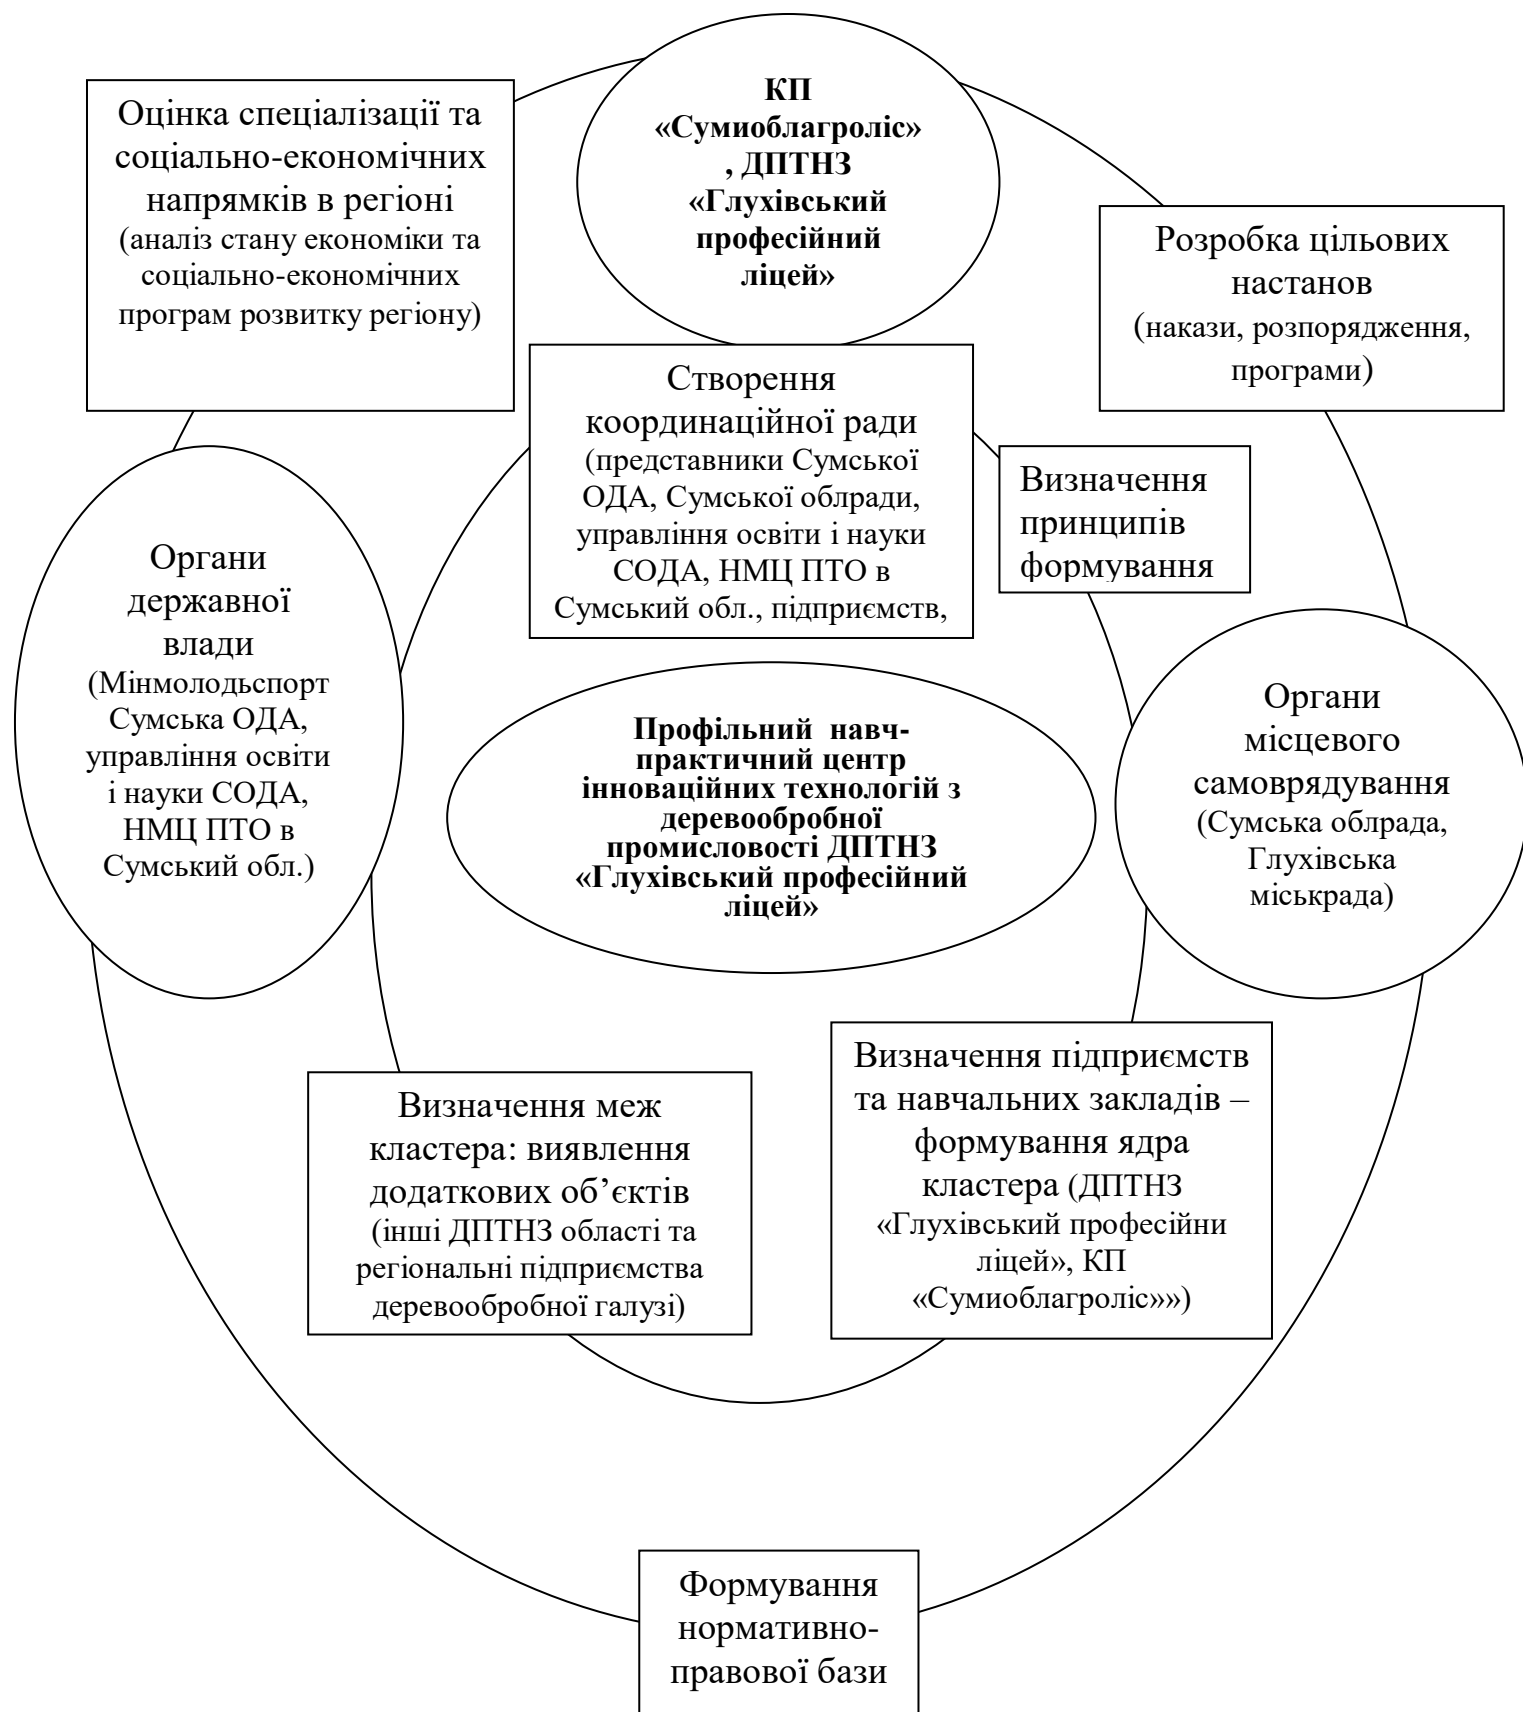 КП
«Сумиоблагроліс»
, ДПТНЗ
«Глухівський
професійний
ліцей»
Оцінка спеціалізації та
соціально-економічних
напрямків в регіоні
(аналіз стану економіки та
соціально-економічних
програм розвитку регіону)
Розробка цільових
настанов
(накази, розпорядження,
програми)
Створення
координаційної ради
(представники Сумської
ОДА, Сумської облради,
управління освіти і науки
СОДА, НМЦ ПТО в
Сумський обл., підприємств,
Визначення
принципів
формування
Органи
державної
влади
(Мінмолодьспорт
Сумська ОДА,
управління освіти
і науки СОДА,
НМЦ ПТО в
Сумський обл.)
Профільний навч-
практичний центр
інноваційних технологій з
деревообробної
промисловості ДПТНЗ
«Глухівський професійний
ліцей»
Органи
місцевого
самоврядування
(Сумська облрада,
Глухівська
міськрада)
Визначення меж
кластера: виявлення
додаткових об’єктів
(інші ДПТНЗ області та
регіональні підприємства
деревообробної галузі)
Визначення підприємств
та навчальних закладів –
формування ядра
кластера (ДПТНЗ
«Глухівський професійни
ліцей», КП
«Сумиоблагроліс»»)
Формування
нормативно-
правової бази